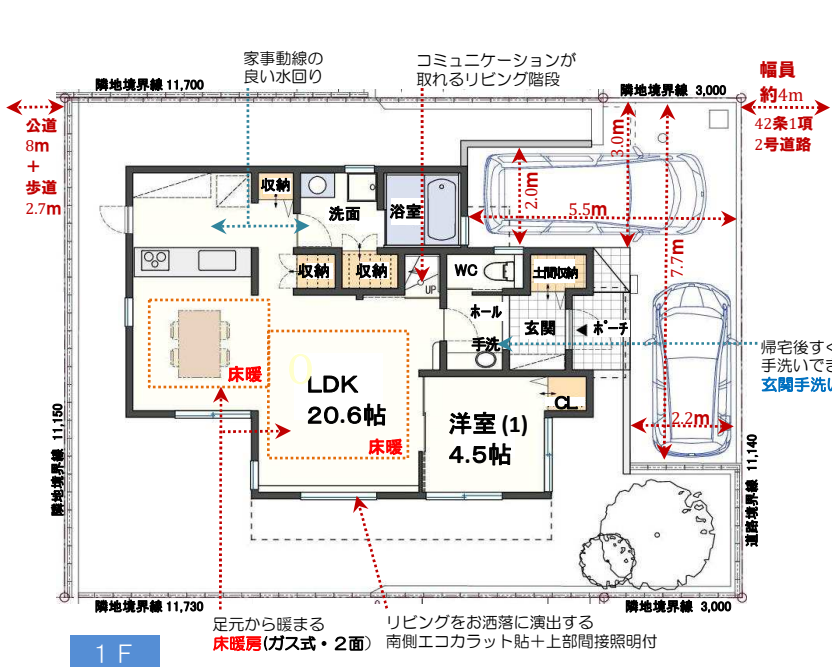 家事動線の
良い水回り
コミュニケーションが
取れるリビング階段
隣地境界線 11,700
隣地境界線 3,000
幅員
約4m
42条1項
2号道路
公道
8m
+
歩道
2.7m
3.0m
2.0m
5.5m
7.7m
2.2m
収納
洗面
浴室
収納
収納
UP
WC
土間収納
ホール
手洗
玄関
ポーチ
帰宅後すぐ
手洗いでき
玄関手洗い
床暖
LDK
20.6帖
床暖
洋室(1)
4.5帖
CL
隣地境界線 11,150
道路境界線 11,140
隣地境界線 11,730
隣地境界線 3,000
足元から暖まる
床暖房(ガス式・2面)
リビングをお洒落に演出する
南側エコカラット貼+上部間接照明付
1F